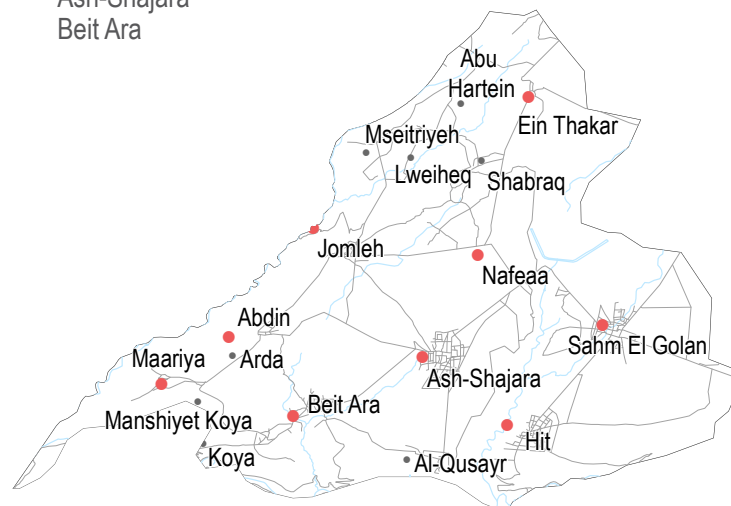 Beit Ara
Abu
Hartein
Ein Thakar
Mseitriyeh
Lweiheq
Shabraq
Jomleh
Nafeaa
Abdin
Sahm El Golan
Maariya
Arda
Ash-Shajara
Beit Ara
Manshiyet Koya
Hit
Koya
Al-Qusayr